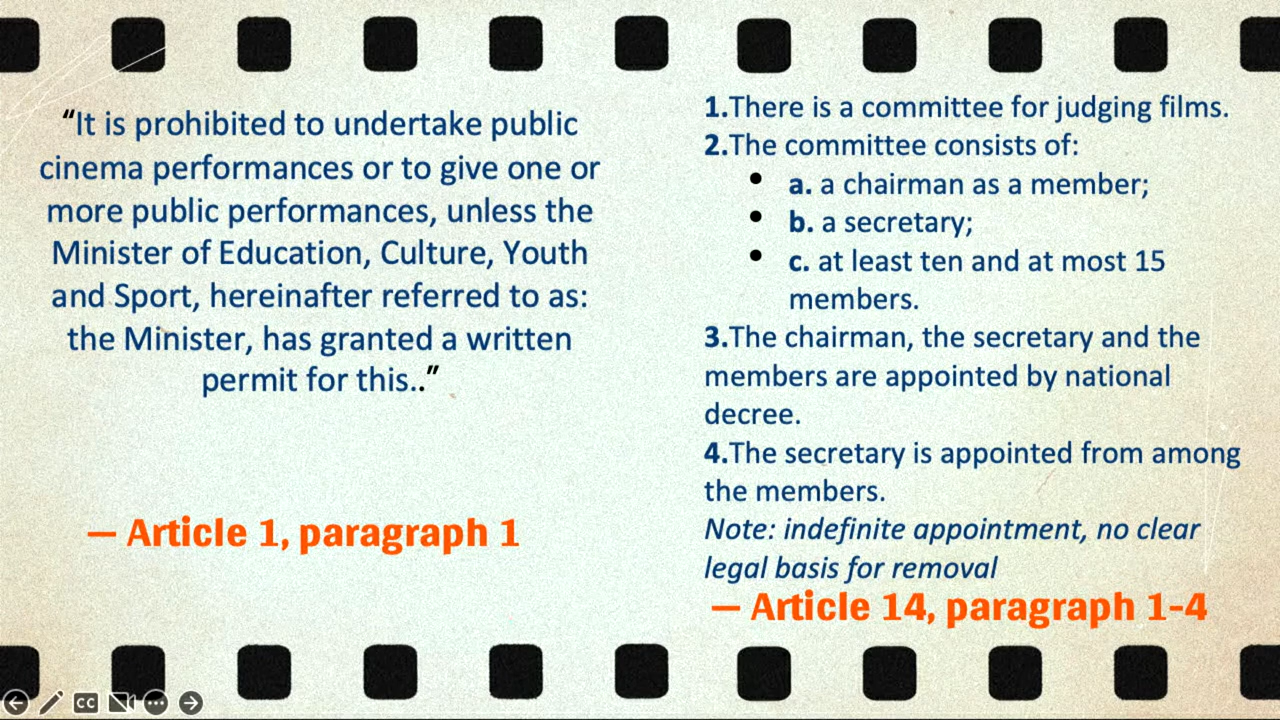 “It is prohibited to undertake public
cinema performances or to give one or
more public performances, unless the
Minister of Education, Culture, Youth
and Sport, hereinafter referred to as:
the Minister, has granted a written
permit for this..”
— Article 1, paragraph 1
1.There is a committee for judging films.
2.The committee consists of:
• a. a chairman as a member;
• b. a secretary;
• c. at least ten and at most 15
members.
3.The chairman, the secretary and the
members are appointed by national
decree.
4.The secretary is appointed from among
the members.
Note: indefinite appointment, no clear
legal basis for removal
— Article 14, paragraph 1-4
CC